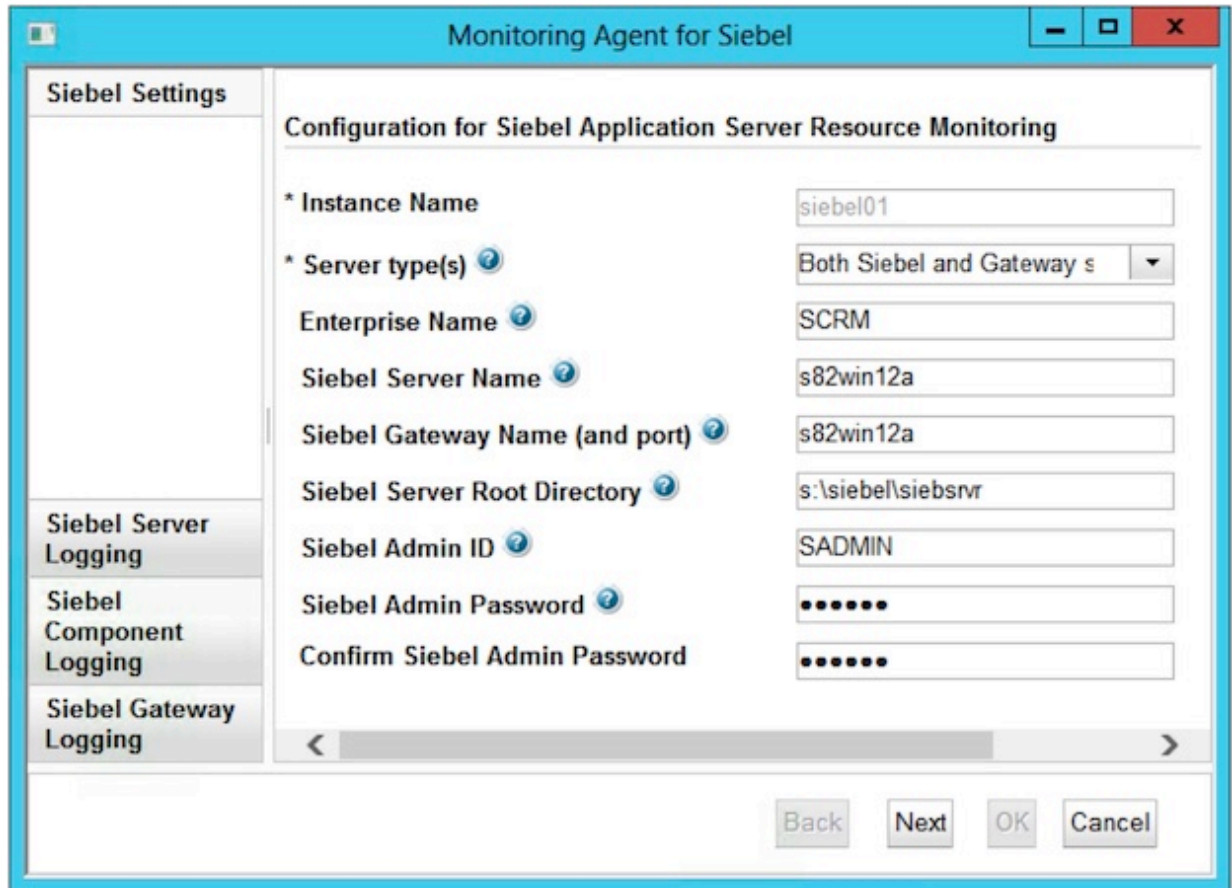 Monitoring Agent for Siebel
Siebel Settings
Configuration for Siebel Application Server Resource Monitoring
* Instance Name
siebel01
* Server type(s) ?
Both Siebel and Gateway s
Enterprise Name ?
SCRM
Siebel Server Name ?
s82win12a
Siebel Gateway Name (and port) ?
s82win12a
Siebel Server Root Directory ?
s:\siebel\siebsrvr
Siebel Admin ID ?
SADMIN
Siebel Admin Password ?
••••••
Confirm Siebel Admin Password
••••••
Siebel Server
Logging
Siebel
Component
Logging
Siebel Gateway
Logging
Back Next OK Cancel